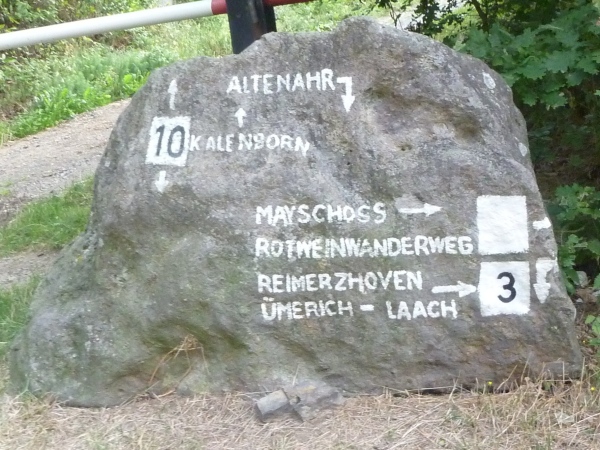 ALTENAHR
10 KALENBORN
MAYSCHOSS
ROTWEINWANDERWEG
REIMERZHOVEN
3
ÜMERICH - LAACH